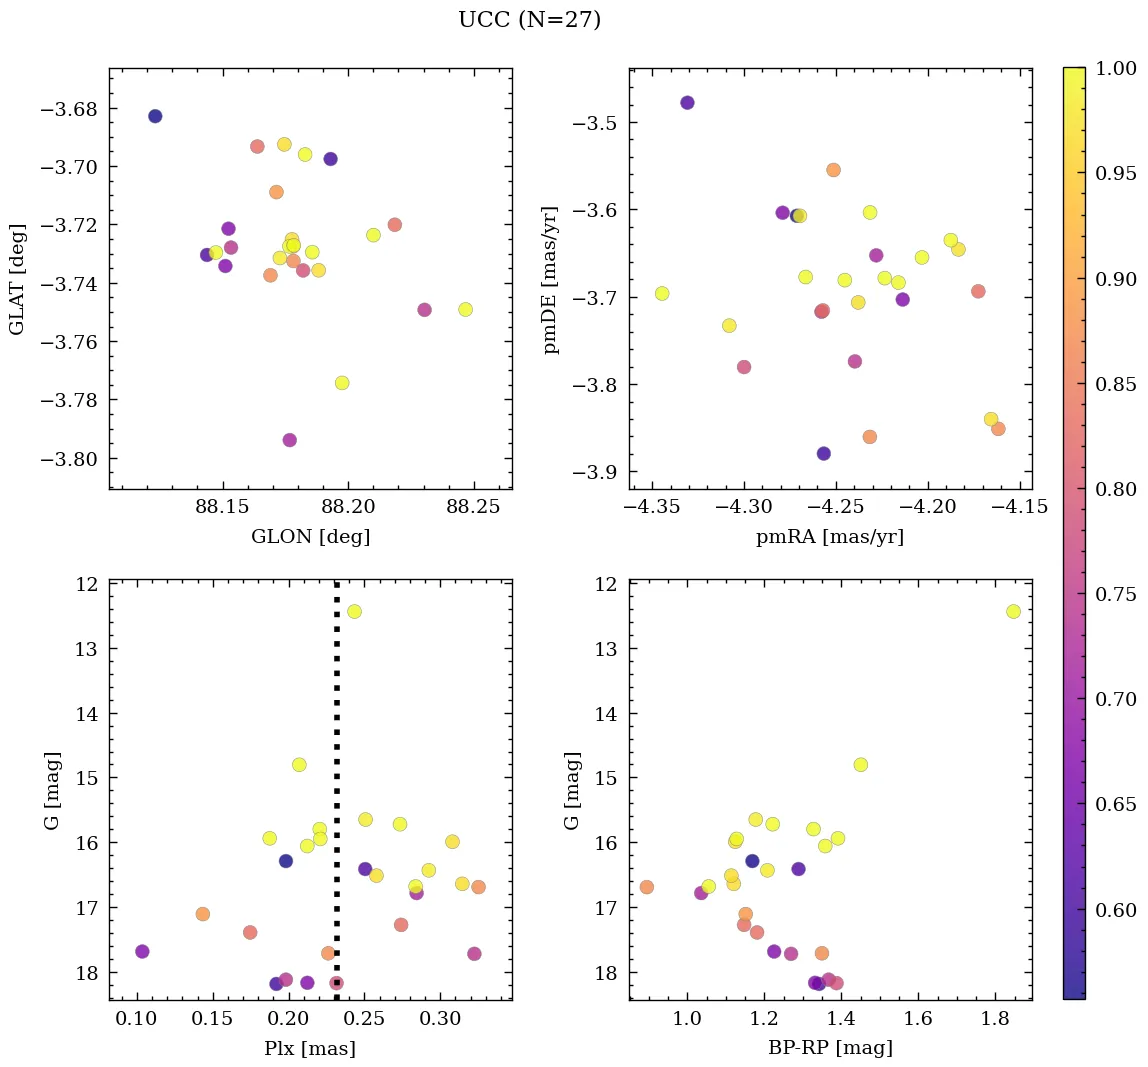 UCC (N=27)
−3.68
−3.70
−3.72
−3.74
−3.76
−3.78
−3.80
GLAT [deg]
88.15 88.20 88.25
GLON [deg]
−3.5
−3.6
−3.7
−3.8
−3.9
pmDE [mas/yr]
−4.35 −4.30 −4.25 −4.20 −4.15
pmRA [mas/yr]
12
13
14
15
16
17
18
G [mag]
0.10 0.15 0.20 0.25 0.30
Plx [mas]
12
13
14
15
16
17
18
G [mag]
1.0 1.2 1.4 1.6 1.8
BP-RP [mag]
1.00
0.95
0.90
0.85
0.80
0.75
0.70
0.65
0.60